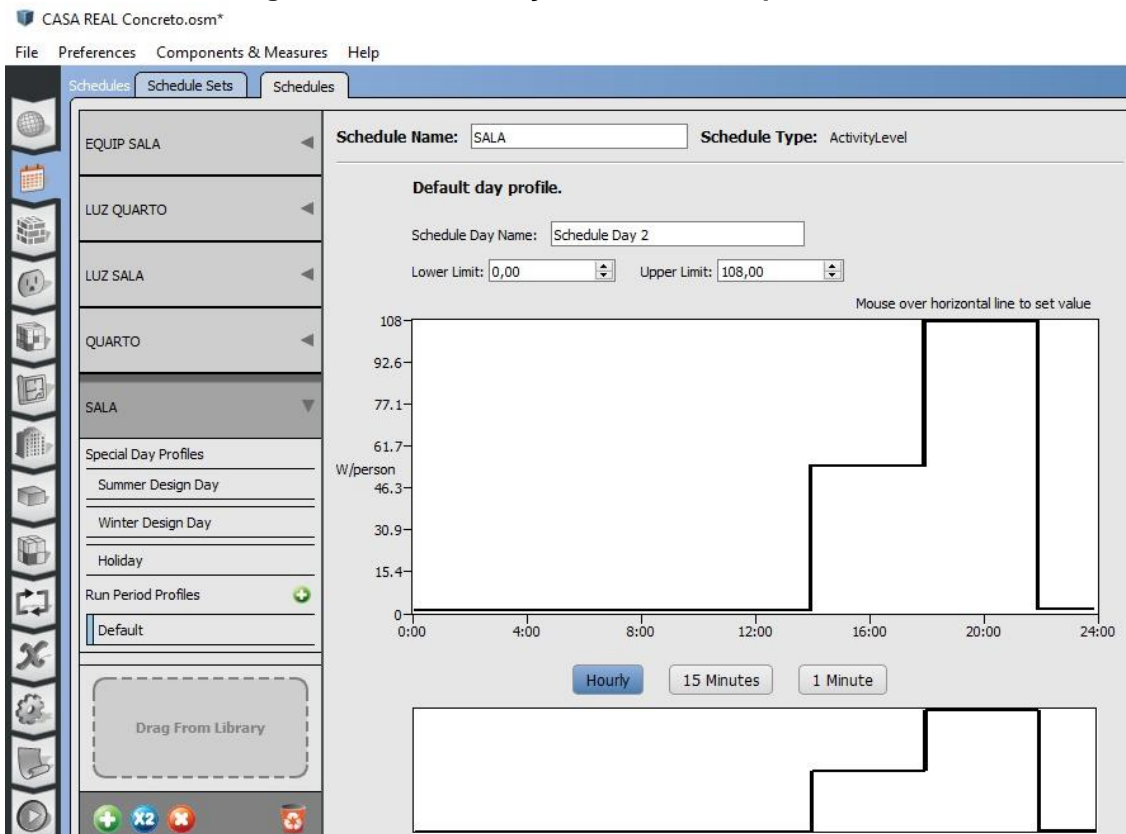 CASA REAL Concreto.osm*
File Preferences Components & Measures Help
Schedules Schedule Sets Schedules
EQUIP SALA
LUZ QUARTO
LUZ SALA
QUARTO
SALA
Special Day Profiles
Summer Design Day
Winter Design Day
Holiday
Run Period Profiles
Default
Drag From Library
X2
Schedule Name: SALA Schedule Type: ActivityLevel
Default day profile.
Schedule Day Name: Schedule Day 2
Lower Limit: 0,00 Upper Limit: 108,00
Mouse over horizontal line to set value
108
92.6
77.1
61.7
W/person
46.3
30.9
15.4
0
0:00 4:00 8:00 12:00 16:00 20:00 24:00
Hourly 15 Minutes 1 Minute